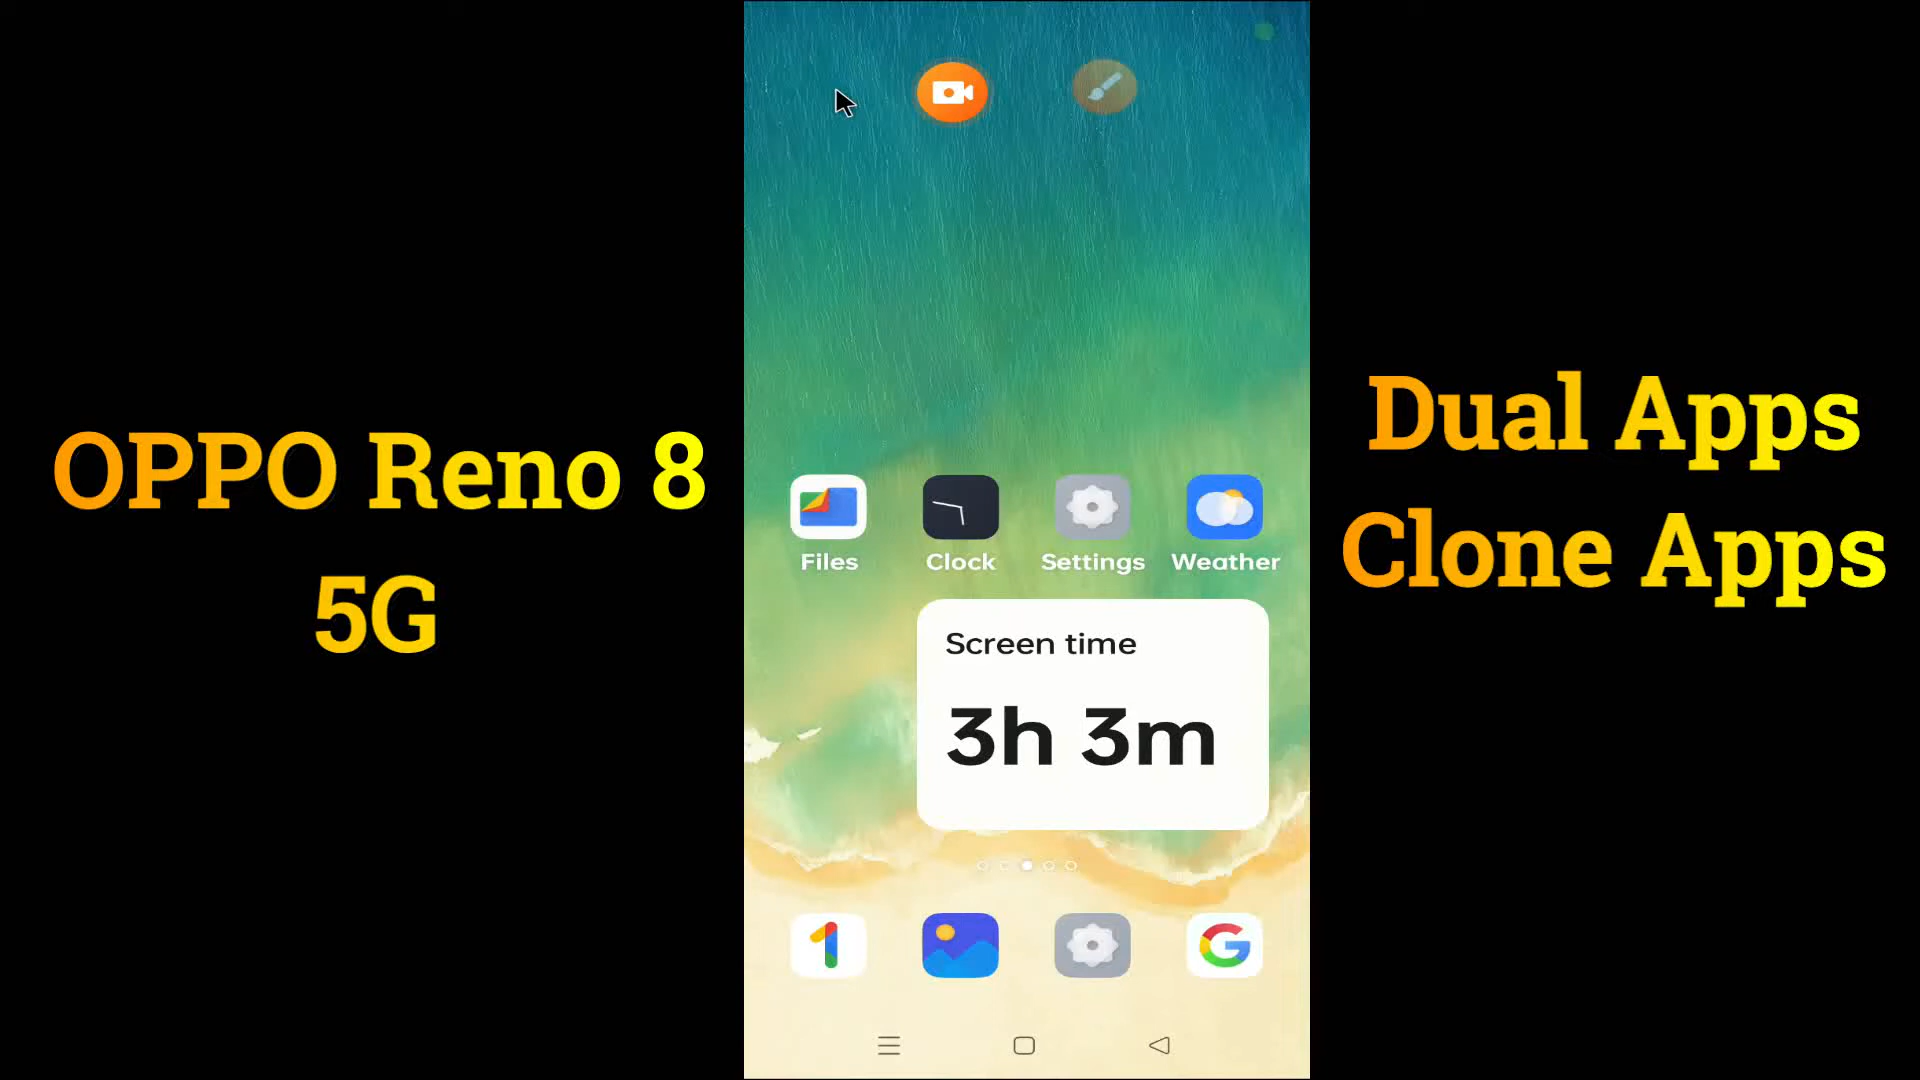 OPPO Reno 8
5G
Files
Clock
Settings
Weather
Screen time
3h 3m
Dual Apps
Clone Apps